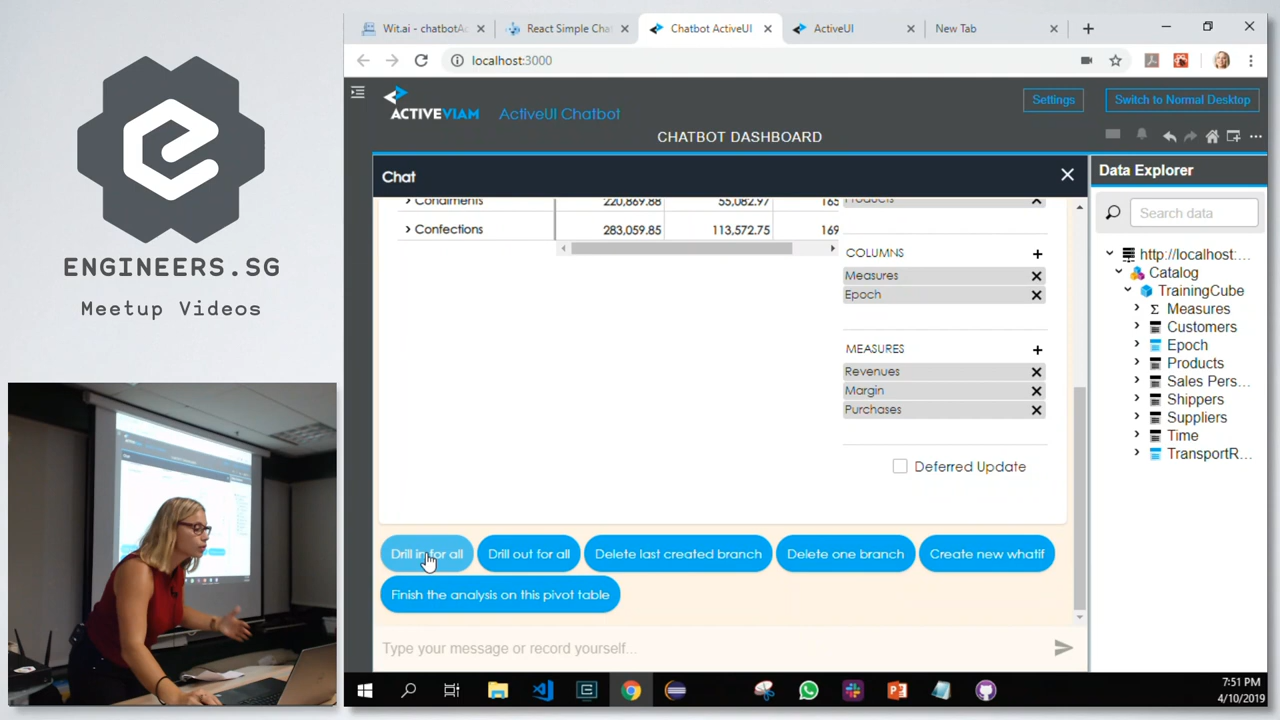 ENGINEERS.SG
Meetup Videos
Wit.ai - chatbotAc
React Simple Cha
Chatbot ActiveUI
ActiveUI
New Tab
localhost:3000
ACTIVEVIAM
ActiveUI Chatbot
Settings
Switch to Normal Desktop
CHATBOT DASHBOARD
Chat
Data Explorer
Search data
Condiments 220,869.88 55,082.97 165
Confections 283,059.85 113,572.75 169
Products
COLUMNS
Measures
Epoch
MEASURES
Revenues
Margin
Purchases
Deferred Update
http://localhost:...
Catalog
TrainingCube
Measures
Customers
Epoch
Products
Sales Pers...
Shippers
Suppliers
Time
TransportR...
Drill in for all
Drill out for all
Delete last created branch
Delete one branch
Create new whatif
Finish the analysis on this pivot table
Type your message or record yourself...
7:51 PM
4/10/2019